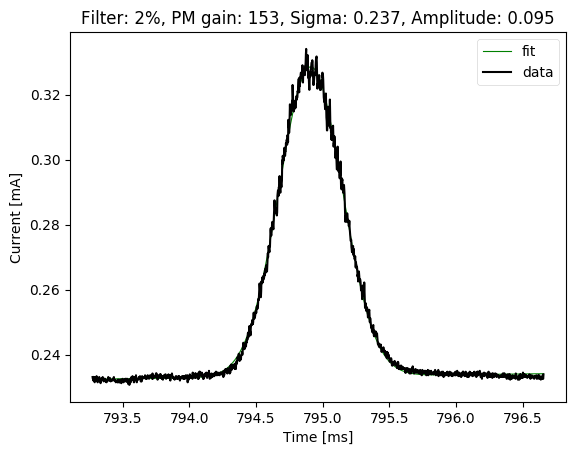 Filter: 2%, PM gain: 153, Sigma: 0.237, Amplitude: 0.095
fit
data
0.32
0.30
0.28
0.26
0.24
Current [mA]
793.5 794.0 794.5 795.0 795.5 796.0 796.5
Time [ms]